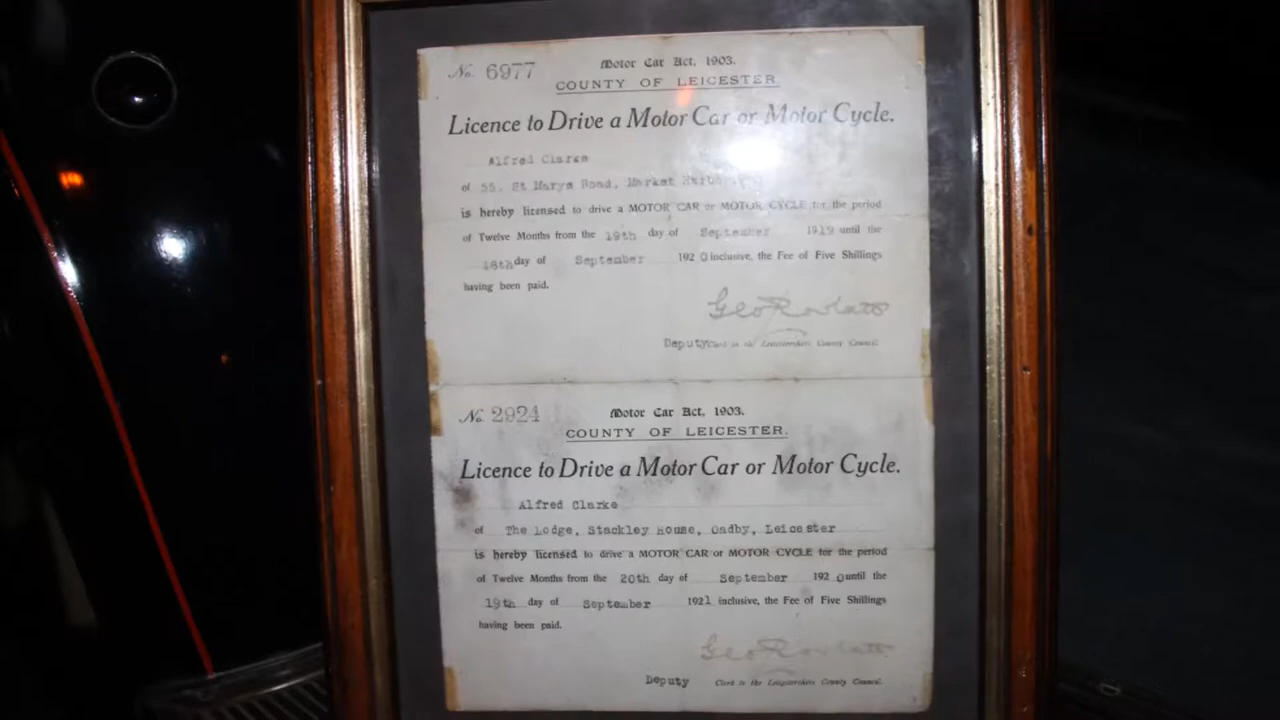 No. 6977
Motor Car Act, 1903.
COUNTY OF LEICESTER.
Licence to Drive a Motor Car or Motor Cycle.
Alfred Clarke
of 55, St Marys Road, Market
is hereby licensed to drive a MOTOR CAR or MOTOR CYCLE for the period
of Twelve Months from the 19th day of September 1919 until the
18th day of September 1920 inclusive, the Fee of Five Shillings
having been paid.
Deputy Clerk to the Leicestershire County Council.
No. 2924
Motor Car Act, 1903.
COUNTY OF LEICESTER.
Licence to Drive a Motor Car or Motor Cycle.
Alfred Clarke
of The Lodge, Stackley House, Oadby, Leicester
is hereby licensed to drive a MOTOR CAR or MOTOR CYCLE for the period
of Twelve Months from the 20th day of September 1920 until the
19th day of September 1921 inclusive, the Fee of Five Shillings
having been paid.
Deputy Clerk to the Leicestershire County Council.